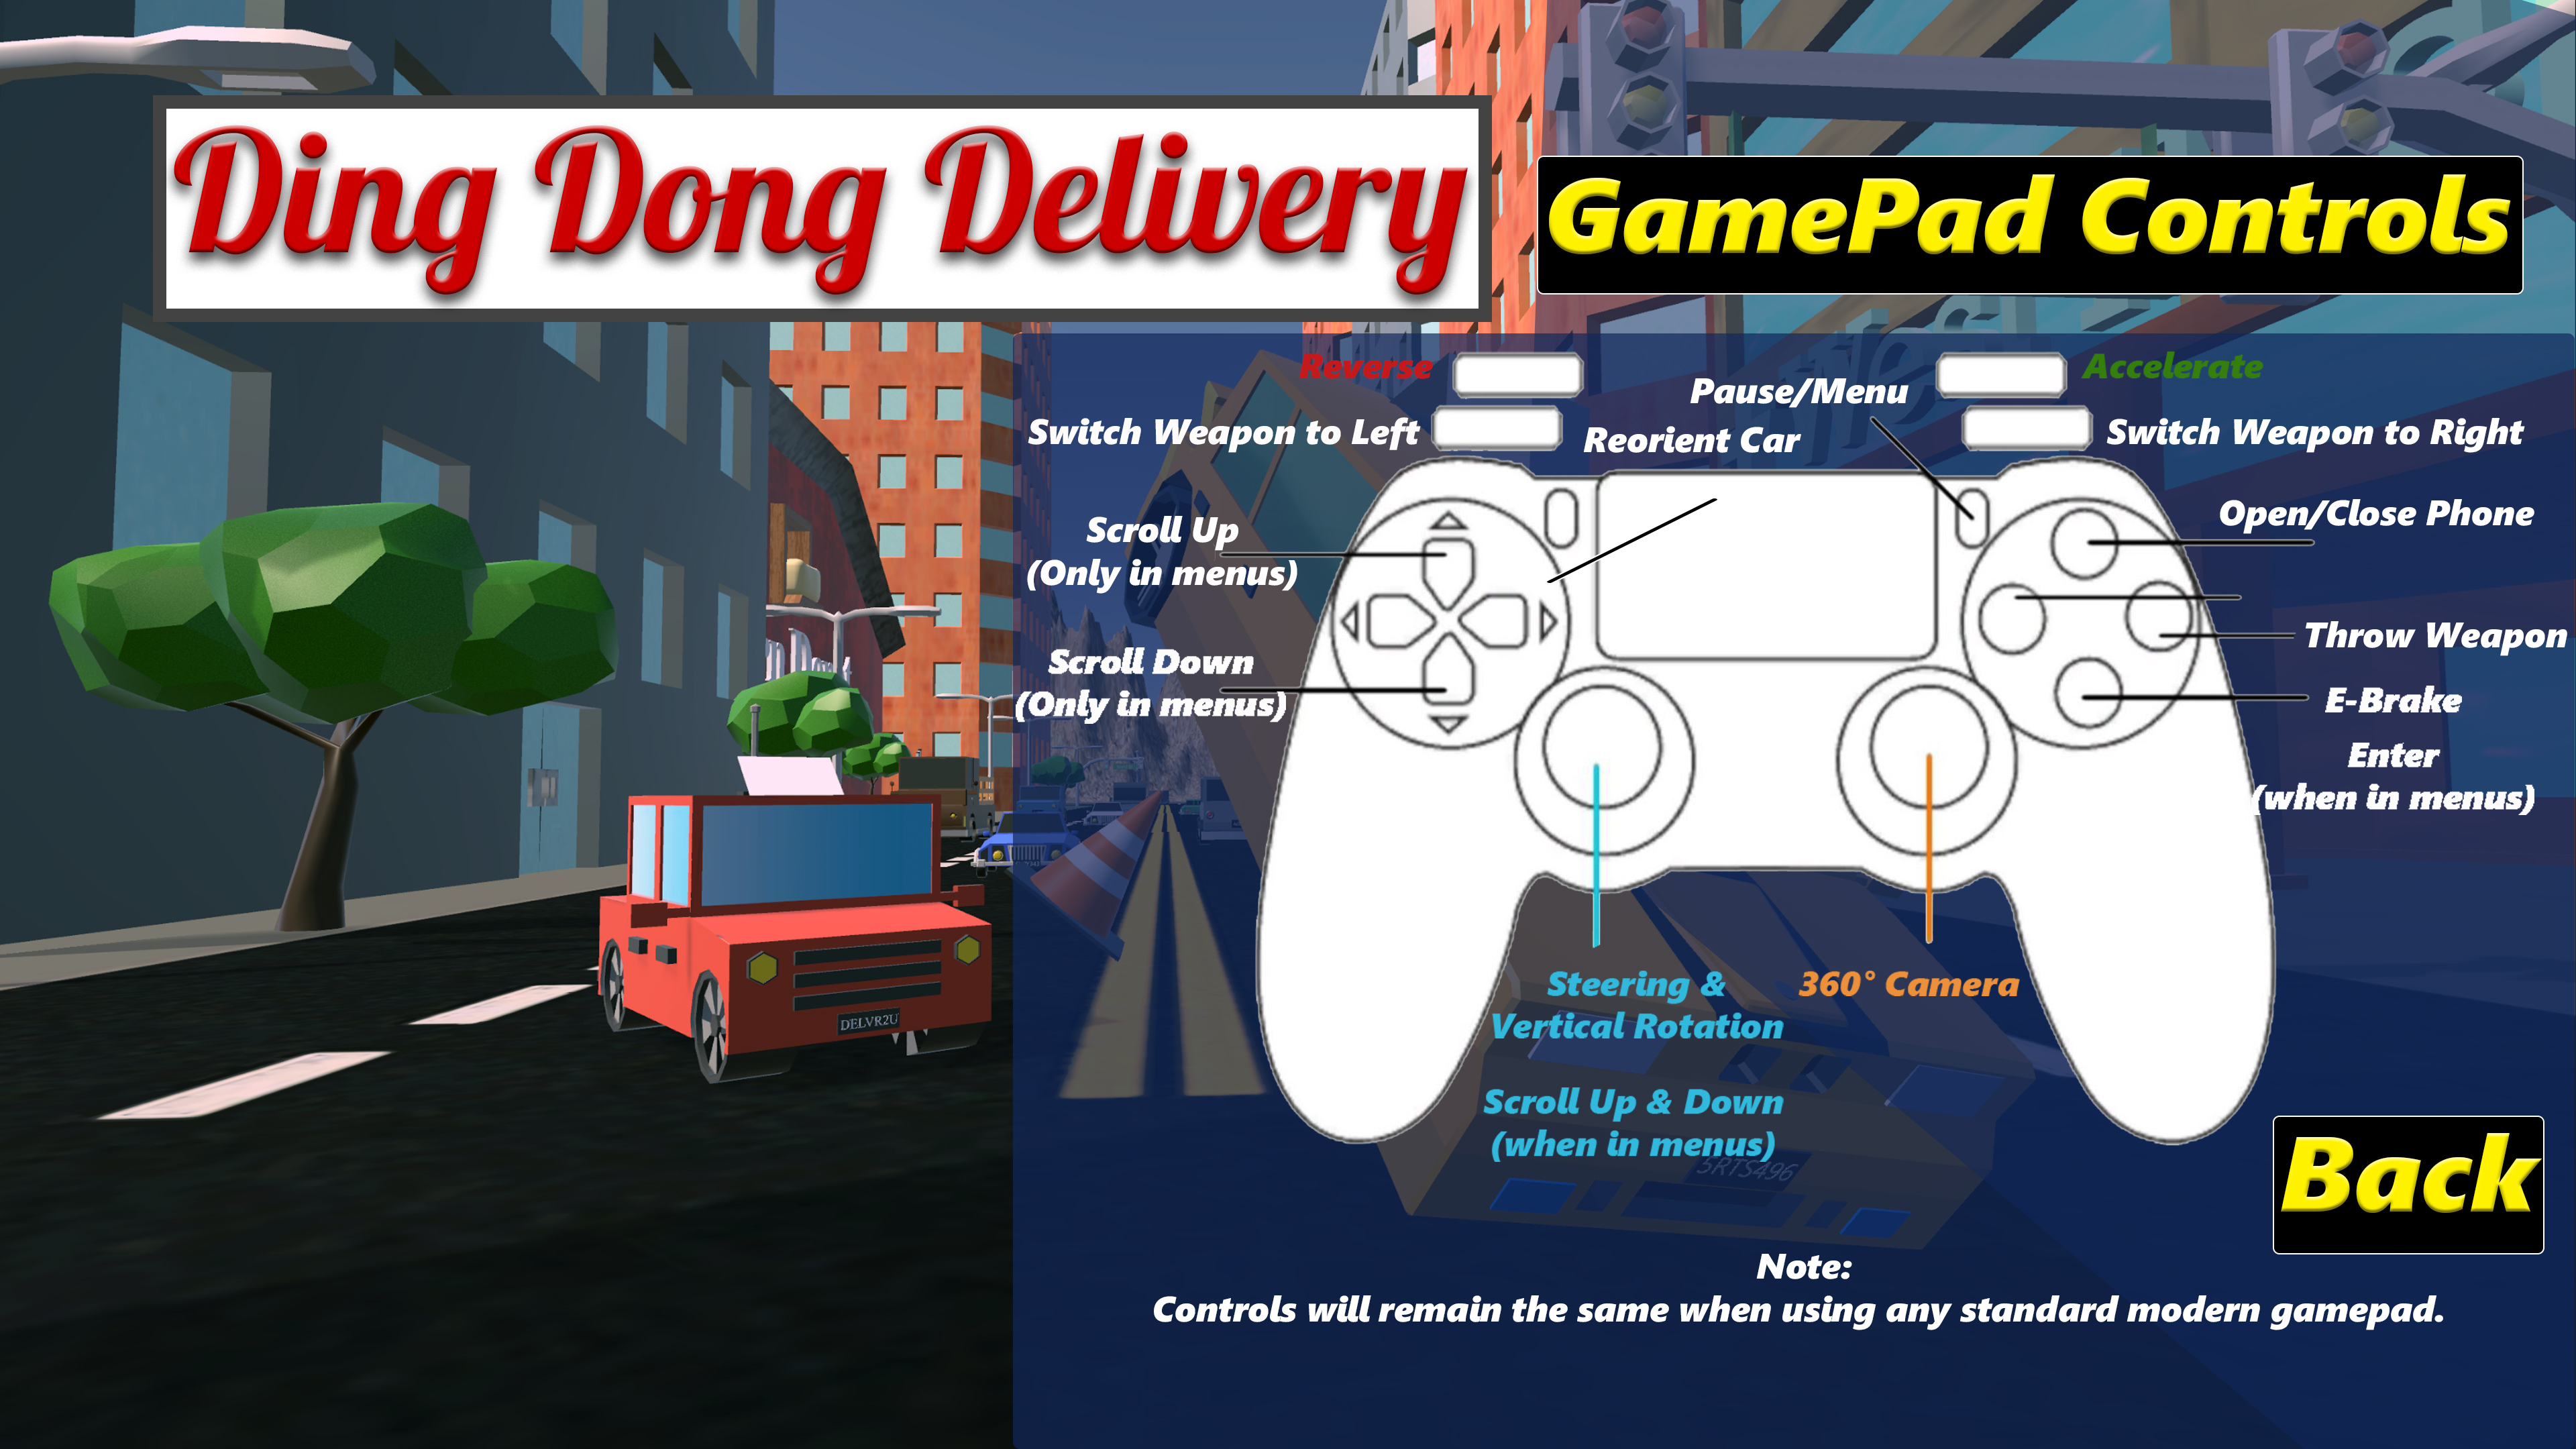 Ding Dong Delivery
GamePad Controls
Reverse
Accelerate
Pause/Menu
Switch Weapon to Left
Reorient Car
Switch Weapon to Right
Open/Close Phone
Scroll Up
(Only in menus)
Throw Weapon
Scroll Down
(Only in menus)
E-Brake
Enter
(when in menus)
Steering &
Vertical Rotation
360° Camera
Scroll Up & Down
(when in menus)
DELVR2U
5RTS496
Back
Note:
Controls will remain the same when using any standard modern gamepad.